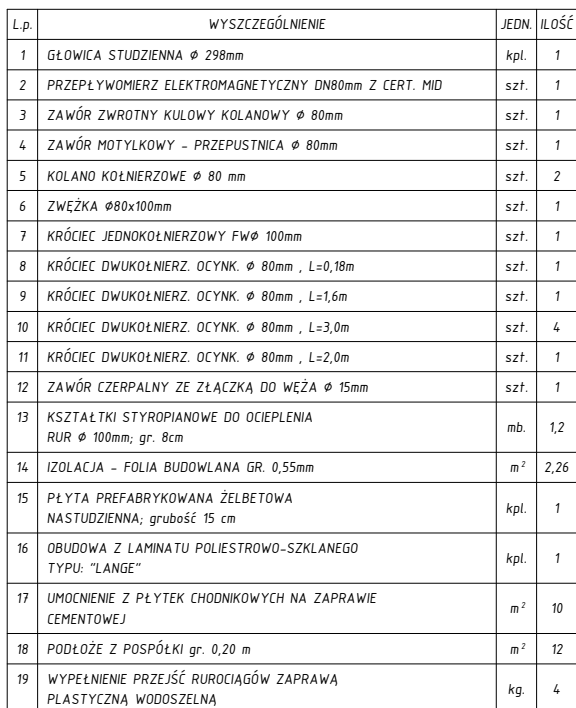 L.p. WYSZCZEGÓLNIENIE JEDN. ILOŚĆ
1 GŁOWICA STUDZIENNA Ø 298mm kpl. 1
2 PRZEPŁYWOMIERZ ELEKTROMAGNETYCZNY DN80mm Z CERT. MID szt. 1
3 ZAWÓR ZWROTNY KULOWY KOLANOWY Ø 80mm szt. 1
4 ZAWÓR MOTYLKOWY - PRZEPUSTNICA Ø 80mm szt. 1
5 KOLANO KOŁNIERZOWE Ø 80 mm szt. 2
6 ZWĘŻKA Ø80x100mm szt. 1
7 KRÓCIEC JEDNOKOŁNIERZOWY FWØ 100mm szt. 1
8 KRÓCIEC DWUKOŁNIERZ. OCYNK. Ø 80mm , L=0,18m szt. 1
9 KRÓCIEC DWUKOŁNIERZ. OCYNK. Ø 80mm , L=1,6m szt. 1
10 KRÓCIEC DWUKOŁNIERZ. OCYNK. Ø 80mm , L=3,0m szt. 4
11 KRÓCIEC DWUKOŁNIERZ. OCYNK. Ø 80mm , L=2,0m szt. 1
12 ZAWÓR CZERPALNY ZE ZŁĄCZKĄ DO WĘŻA Ø 15mm szt. 1
13 KSZTAŁTKI STYROPIANOWE DO OCIEPLENIA
RUR Ø 100mm; gr. 8cm mb. 1,2
14 IZOLACJA - FOLIA BUDOWLANA GR. 0,55mm m² 2,26
15 PŁYTA PREFABRYKOWANA ŻELBETOWA
NASTUDZIENNA; grubość 15 cm kpl. 1
16 OBUDOWA Z LAMINATU POLIESTROWO-SZKLANEGO
TYPU: "LANGE" kpl. 1
17 UMOCNIENIE Z PŁYTEK CHODNIKOWYCH NA ZAPRAWIE
CEMENTOWEJ m² 10
18 PODŁOŻE Z POSPÓŁKI gr. 0,20 m m² 12
19 WYPEŁNIENIE PRZEJŚĆ RUROCIĄGÓW ZAPRAWĄ
PLASTYCZNĄ WODOSZELNĄ kg. 4